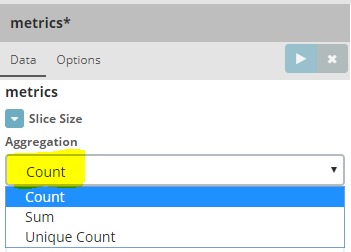 metrics*
Data Options
metrics
Slice Size
Aggregation
Count
Count
Sum
Unique Count